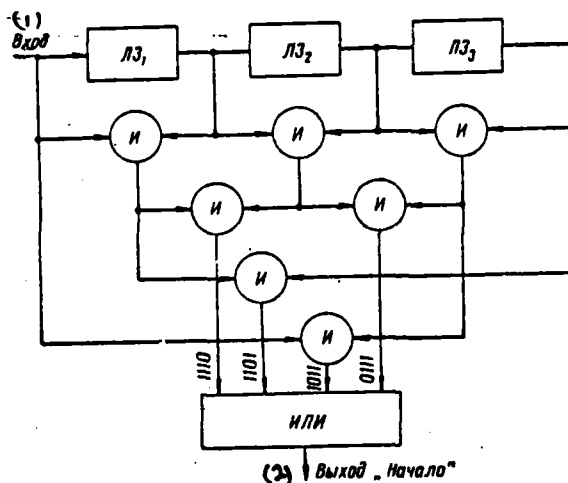 (1)
Вход
ЛЗ₁
ЛЗ₂
ЛЗ₃
И
И
И
И
И
И
И
1110
1101
1011
0111
ИЛИ
(2) Выход „Начало"